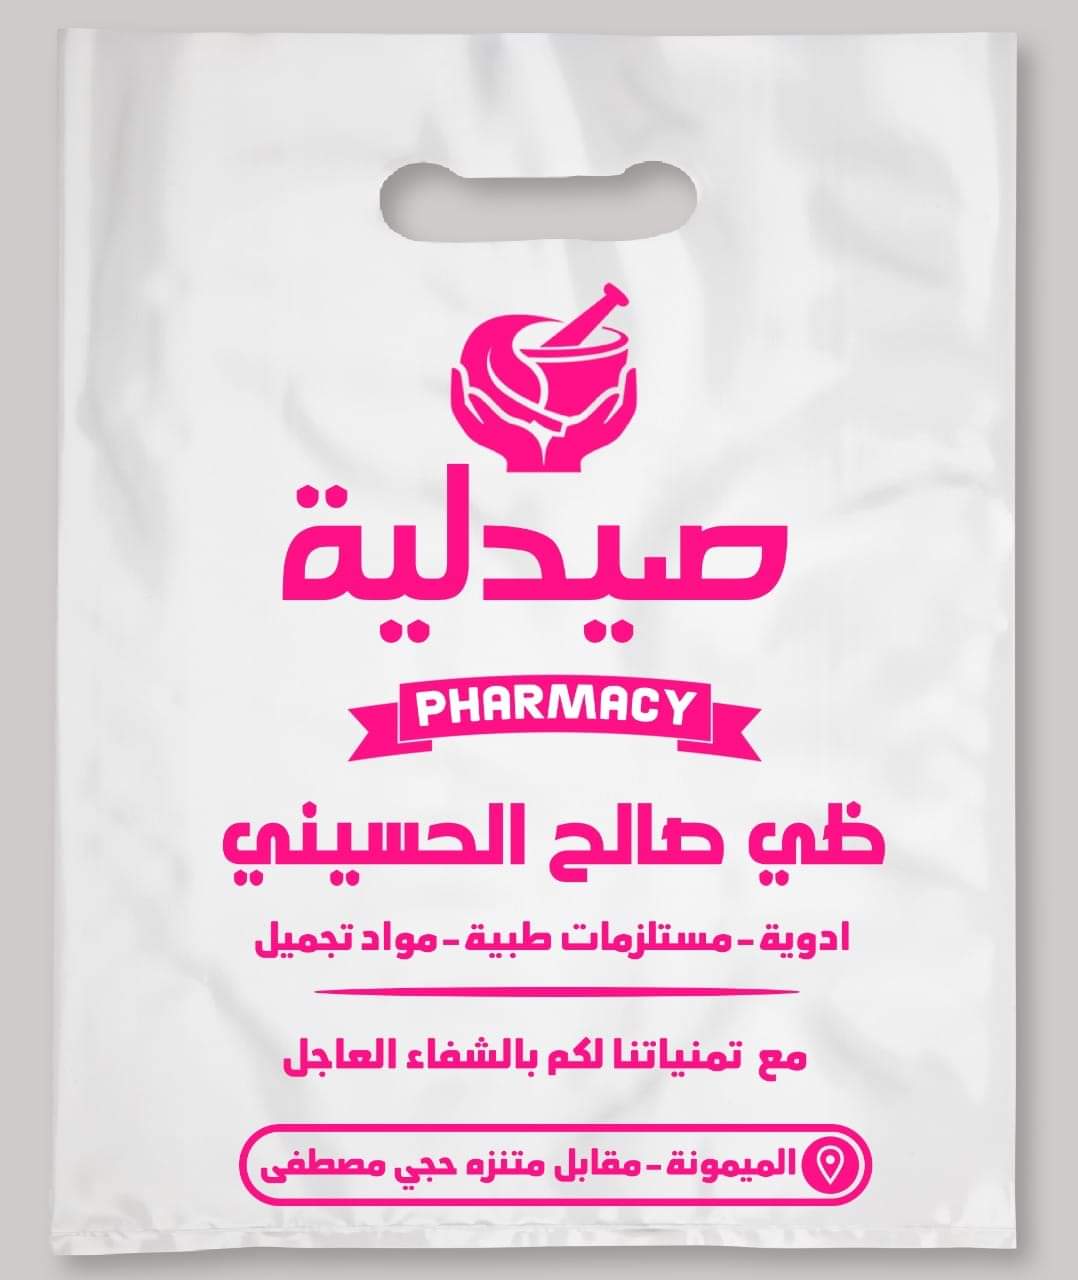 صيدلية
PHARMACY
ظي صالح الحسيني
ادوية - مستلزمات طبية - مواد تجميل
مع تمنياتنا لكم بالشفاء العاجل
الميمونة - مقابل متنزه حجي مصطفى